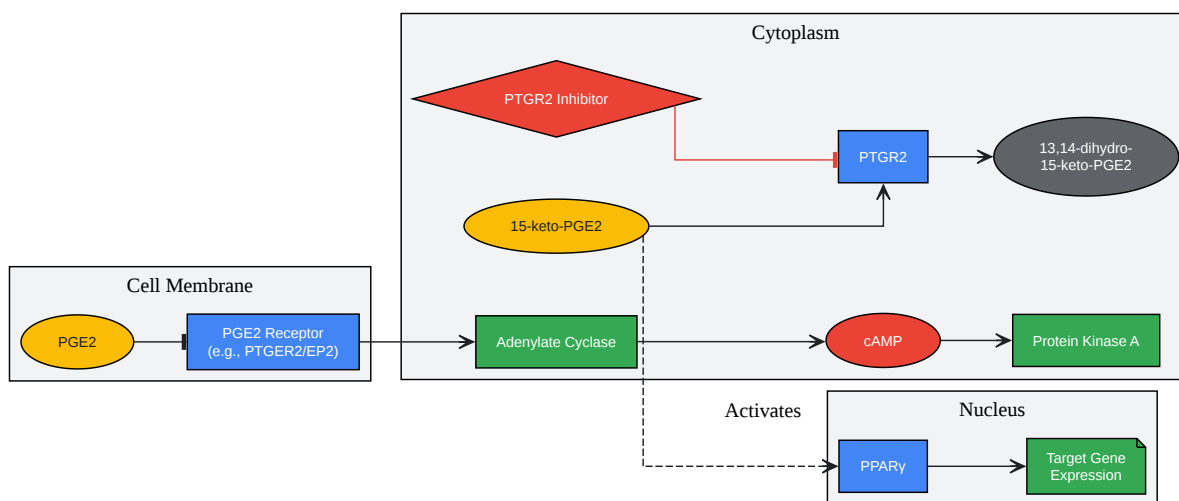 Cytoplasm
PTGR2 Inhibitor
PTGR2
13,14-dihydro-
15-keto-PGE2
15-keto-PGE2
Cell Membrane
PGE2
PGE2 Receptor
(e.g., PTGER2/EP2)
Adenylate Cyclase
cAMP
Protein Kinase A
Activates
Nucleus
PPARγ
Target Gene
Expression